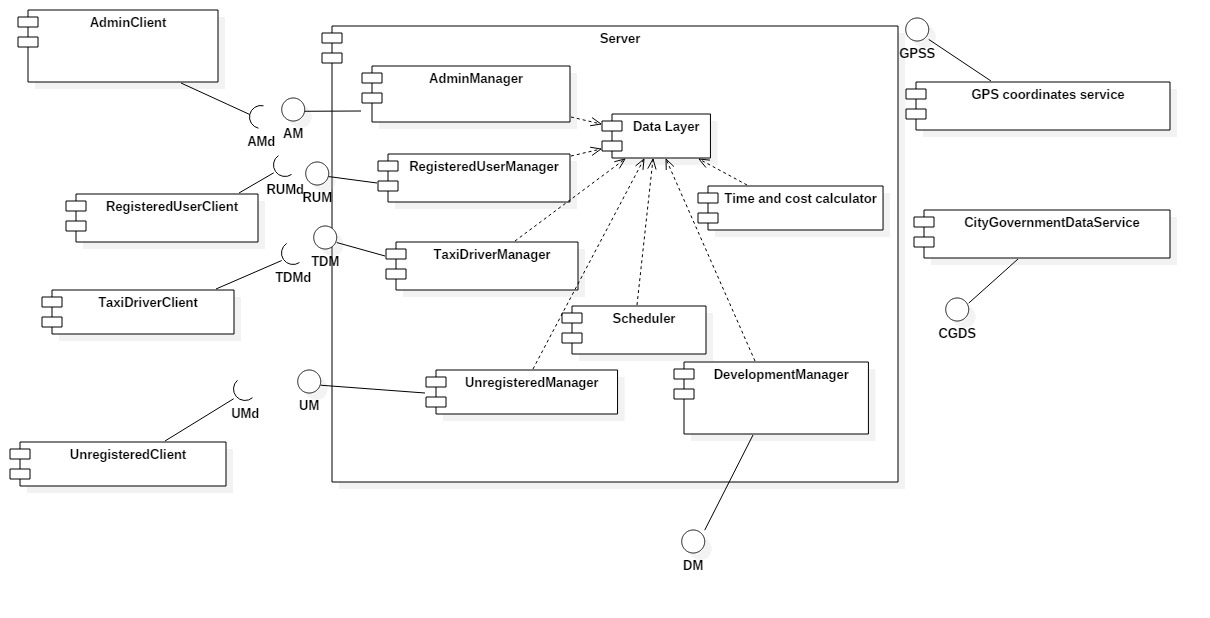 AdminClient
Server
GPSS
AdminManager
GPS coordinates service
Data Layer
AMd
AM
RegisteredUserManager
RUMd
RUM
Time and cost calculator
RegisteredUserClient
CityGovernmentDataService
TaxiDriverManager
TDM
TDMd
TaxiDriverClient
Scheduler
CGDS
UnregisteredManager
DevelopmentManager
UM
UMd
UnregisteredClient
DM